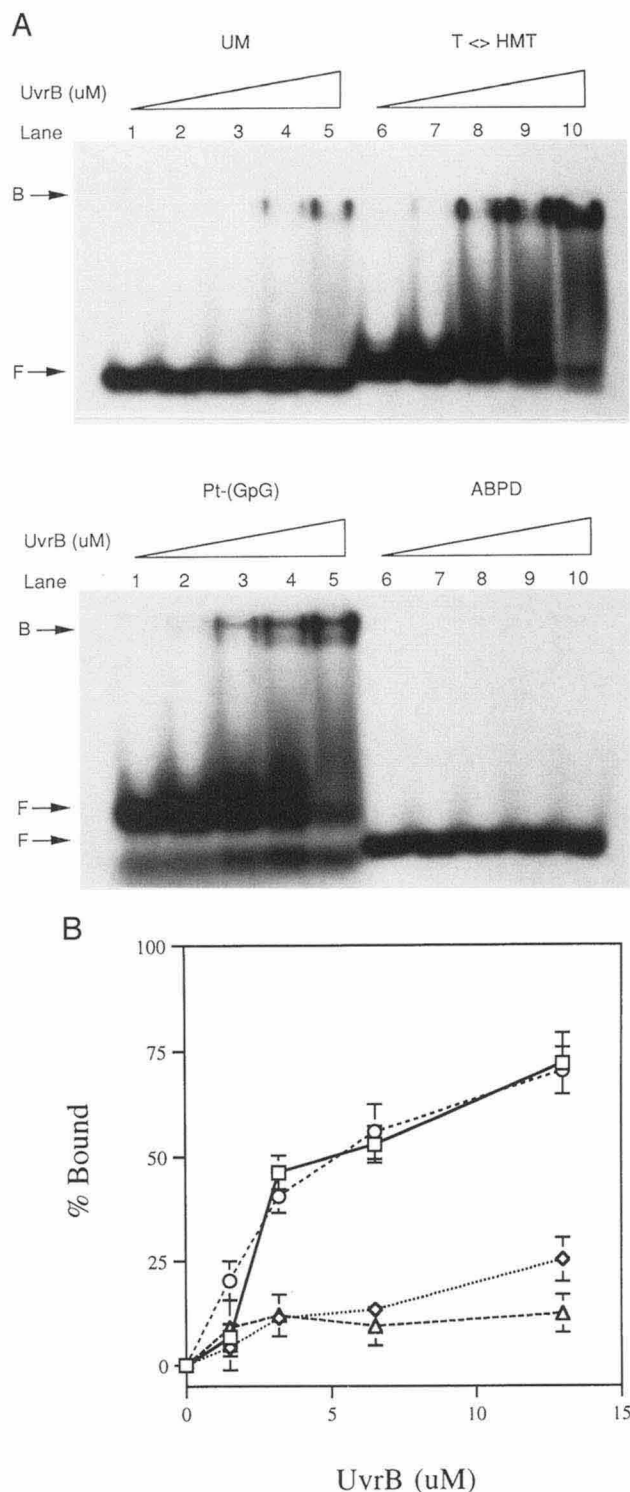 A
UM T <> HMT
UvrB (uM)
Lane 1 2 3 4 5 6 7 8 9 10
B
F
Pt-(GpG) ABPD
UvrB (uM)
Lane 1 2 3 4 5 6 7 8 9 10
B
F
F
B
100
75
50
25
0
% Bound
0 5 10 15
UvrB (uM)